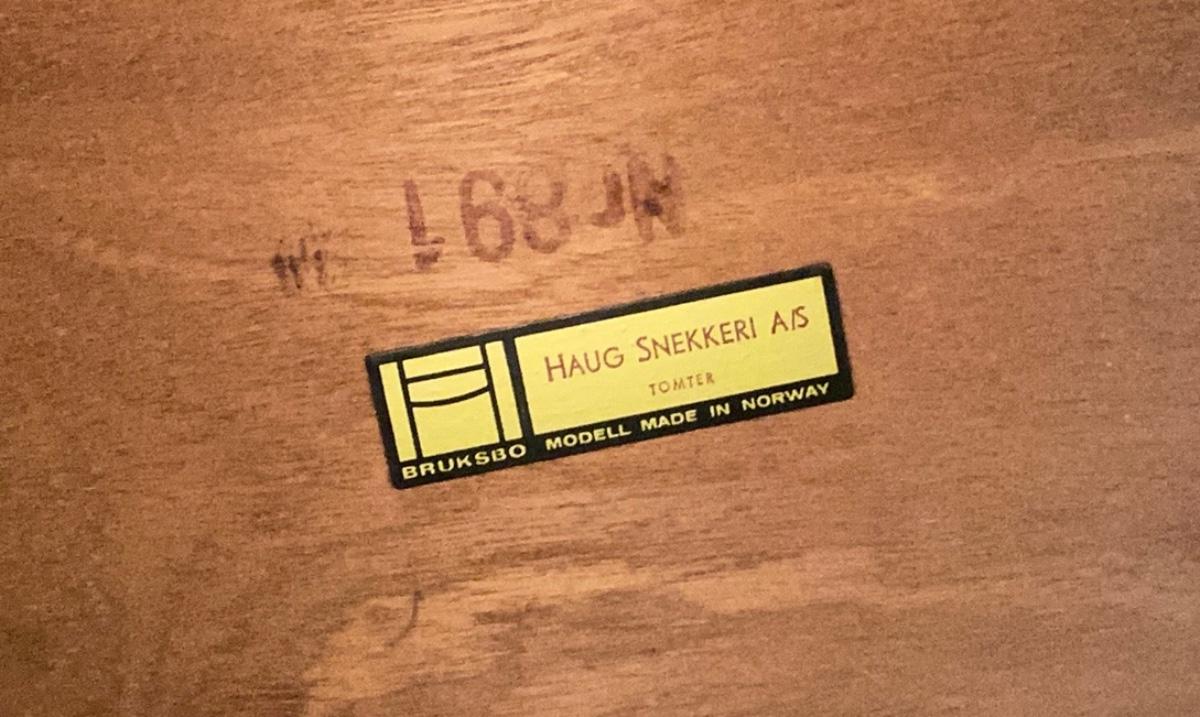 Nr 891
HAUG SNEKKERI A/S
TOMTER
BRUKSBO MODELL MADE IN NORWAY